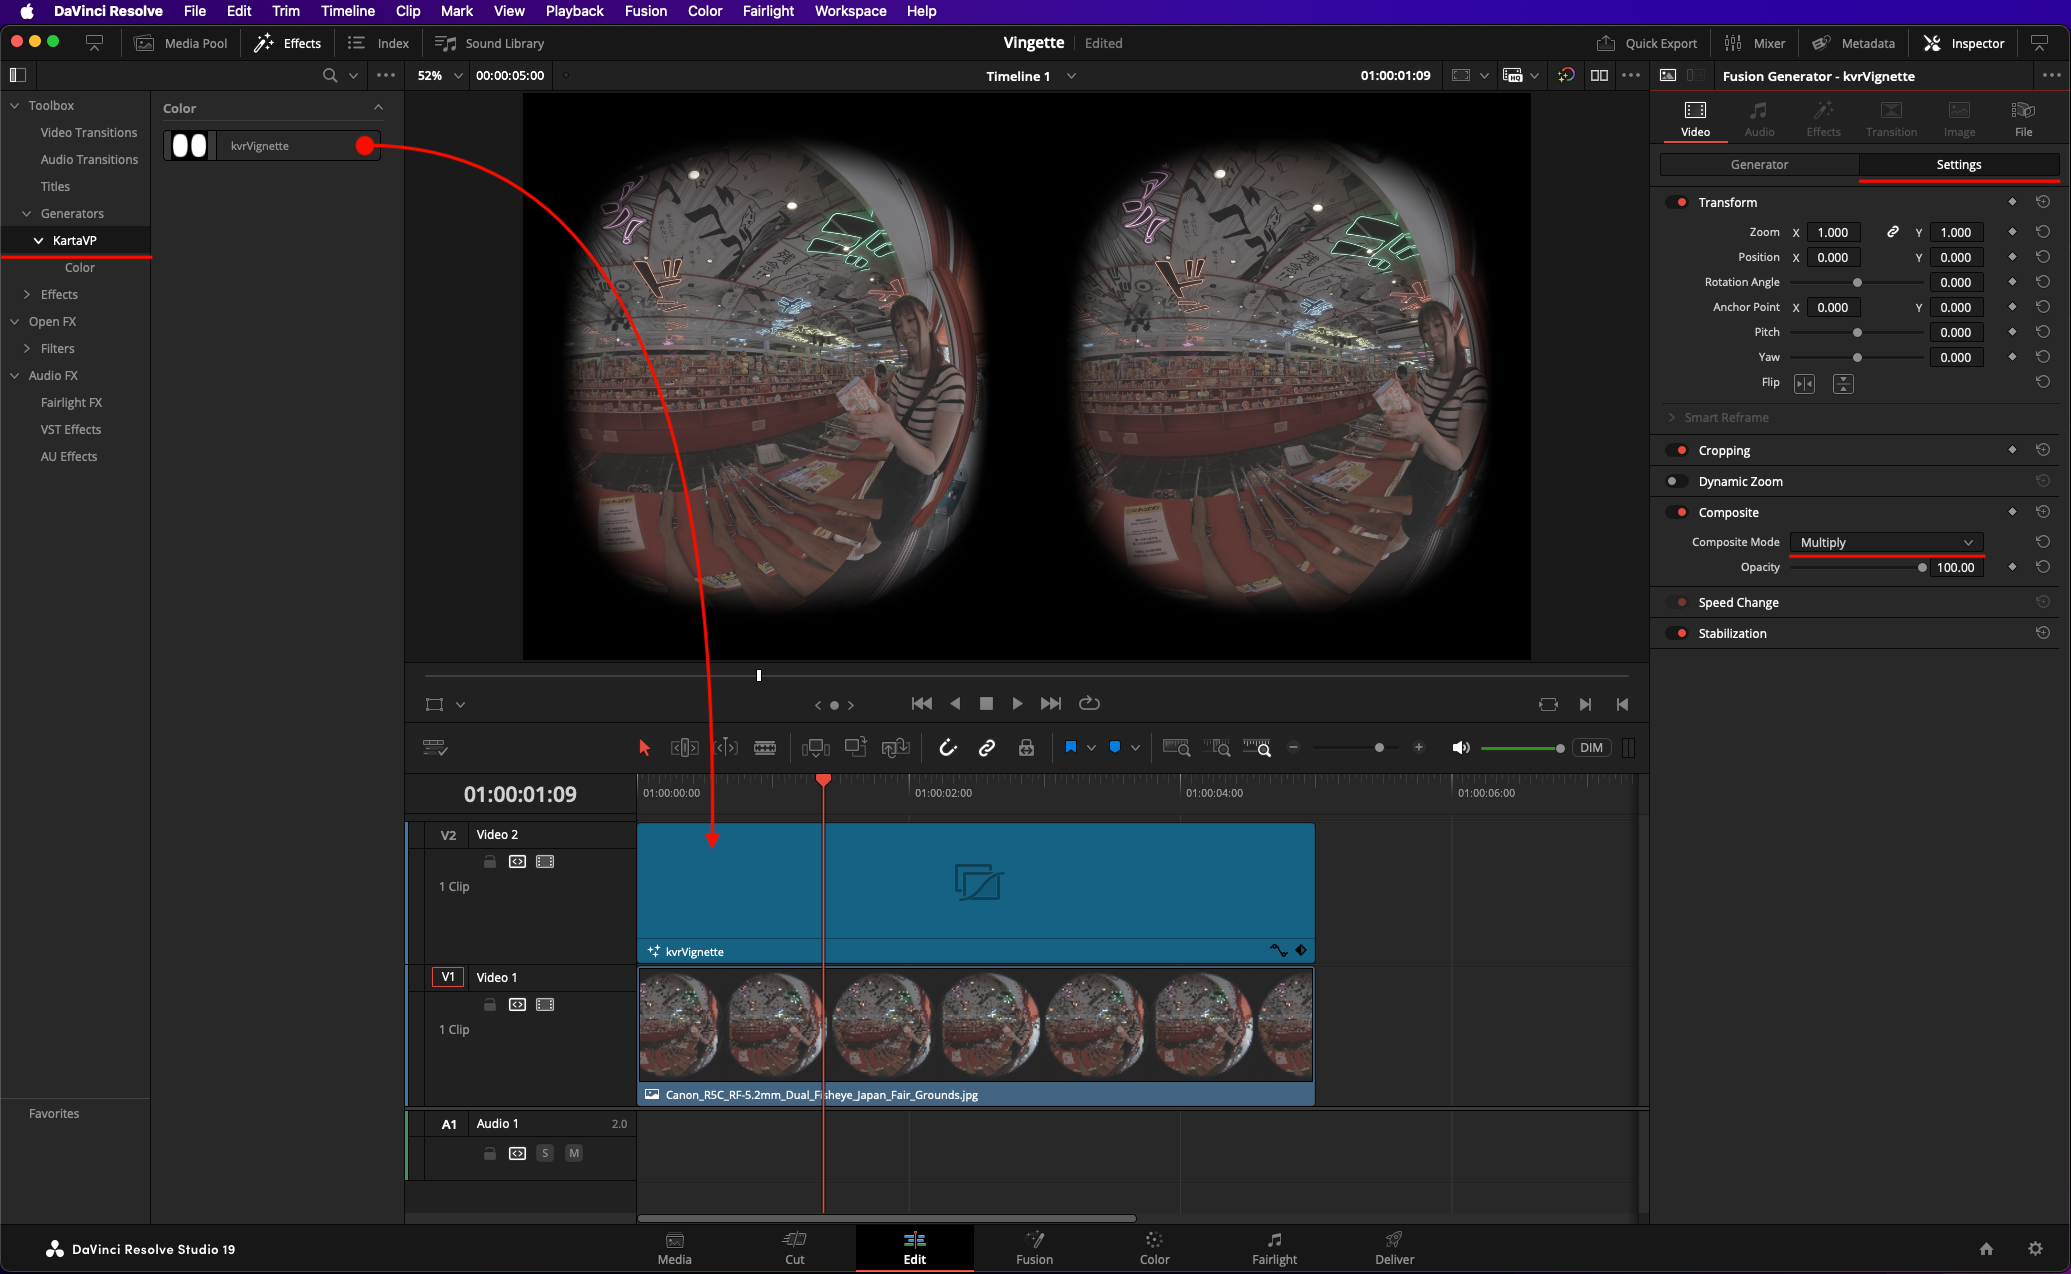 DaVinci Resolve File Edit Trim Timeline Clip Mark View Playback Fusion Color Fairlight Workspace Help
Media Pool Effects Index Sound Library Vingette Edited Quick Export Mixer Metadata Inspector
52% 00:00:05:00 Timeline 1 01:00:01:09 Fusion Generator - kvrVignette
Toolbox
Video Transitions
Audio Transitions
Titles
Generators
KartaVP
Color
Effects
Open FX
Filters
Audio FX
Fairlight FX
VST Effects
AU Effects
Favorites
Color
kvrVignette
Video Audio Effects Transition Image File
Generator Settings
Transform
Zoom X 1.000 Y 1.000
Position X 0.000 Y 0.000
Rotation Angle 0.000
Anchor Point X 0.000 Y 0.000
Pitch 0.000
Yaw 0.000
Flip
Smart Reframe
Cropping
Dynamic Zoom
Composite
Composite Mode Multiply
Opacity 100.00
Speed Change
Stabilization
DIM
01:00:01:09 01:00:00:00 01:00:02:00 01:00:04:00 01:00:06:00
V2 Video 2
1 Clip
kvrVignette
V1 Video 1
1 Clip
Canon_R5C_RF-5.2mm_Dual_Fisheye_Japan_Fair_Grounds.jpg
A1 Audio 1 2.0
S M
DaVinci Resolve Studio 19
Media Cut Edit Fusion Color Fairlight Deliver